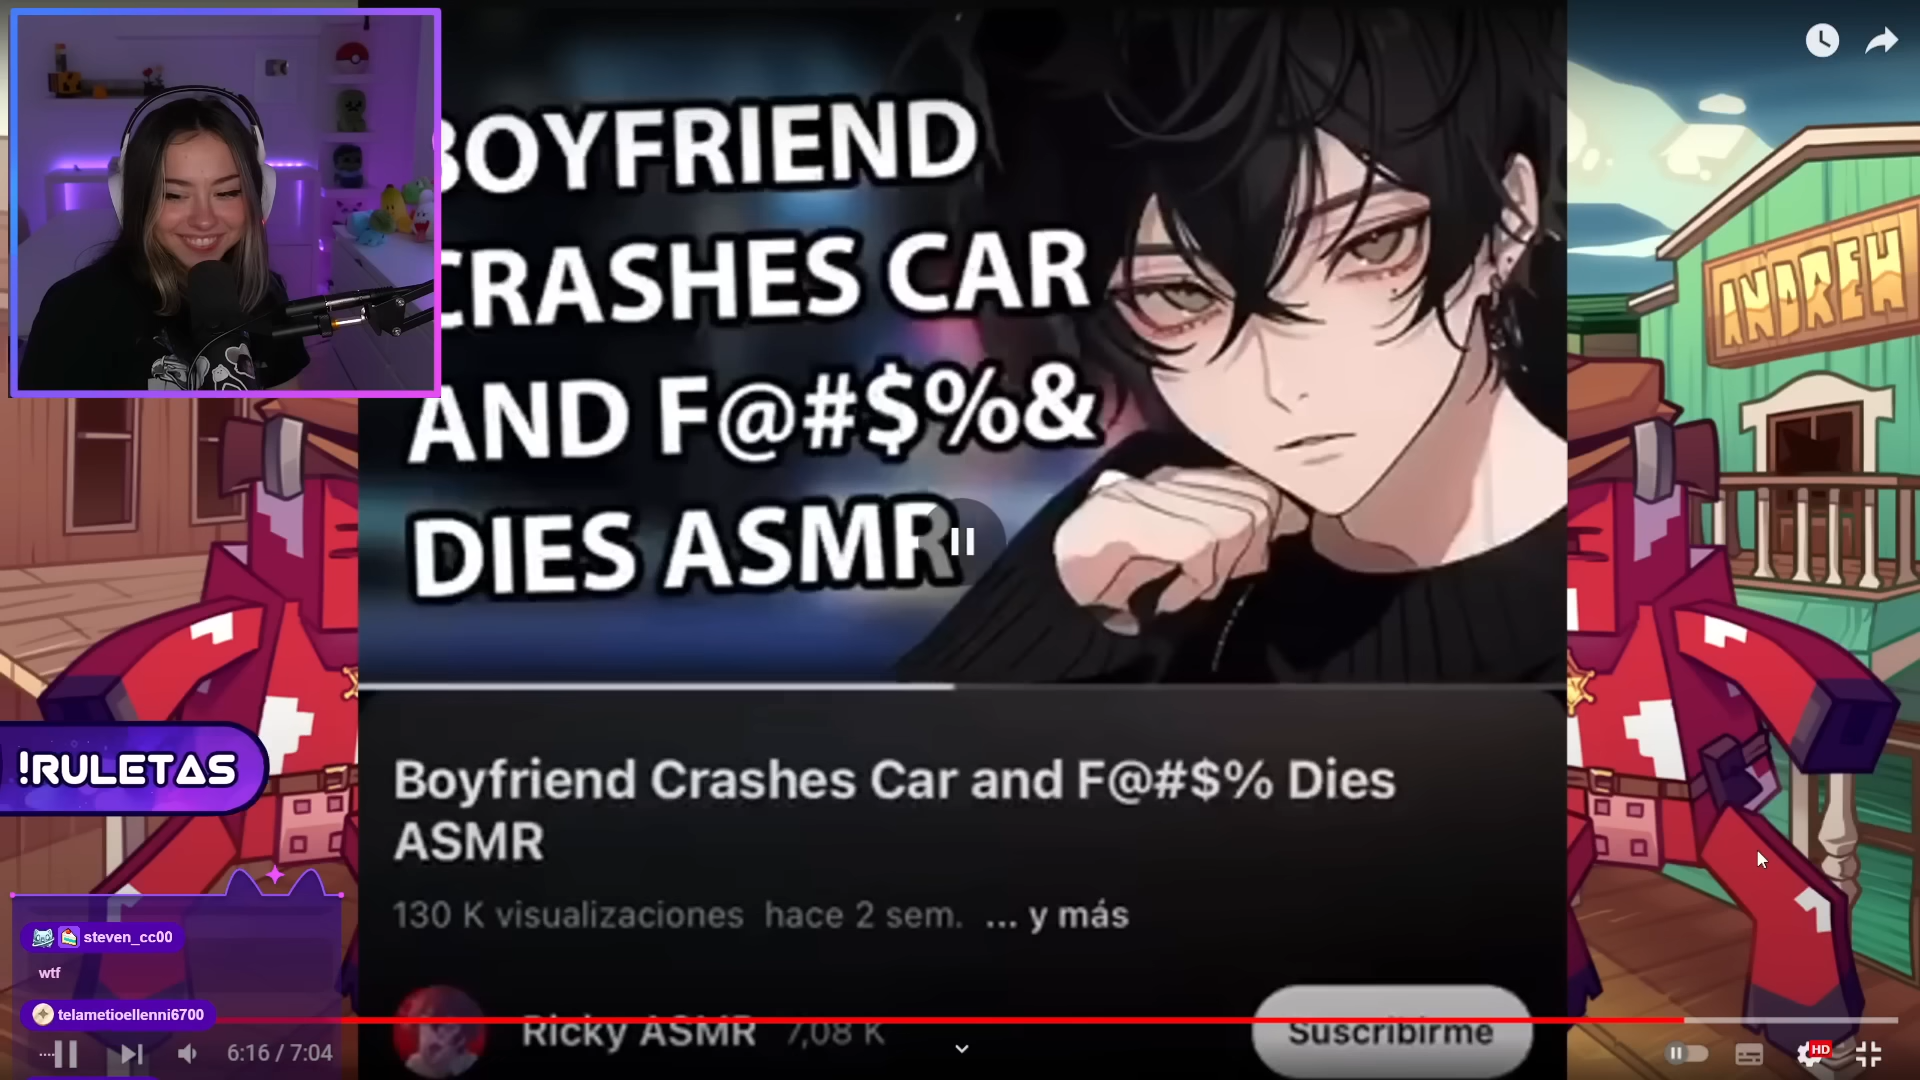 BOYFRIEND
CRASHES CAR
AND F@#$%&
DIES ASMR
ANDREH
!RULETAS
Boyfriend Crashes Car and F@#$% Dies
ASMR
130 K visualizaciones hace 2 sem. ... y más
steven_cc00
wtf
telametioellenni6700
Ricky ASMR 7,08 K
Suscribirme
6:16 / 7:04
HD